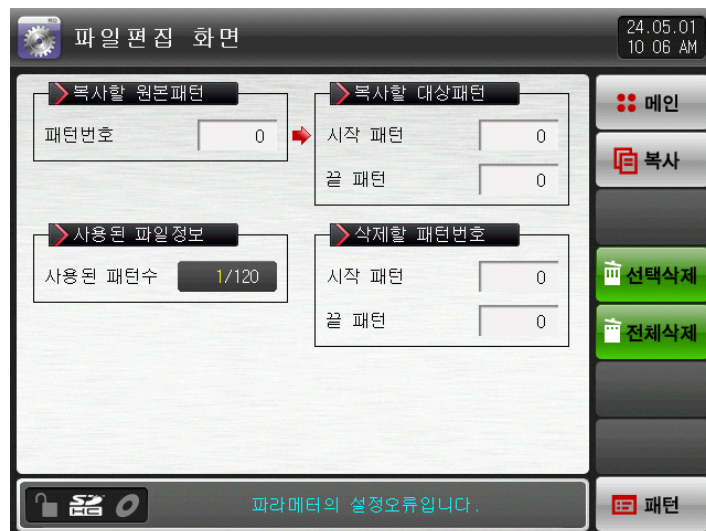 파일편집 화면
24.05.01
10 06 AM
복사할 원본패턴
패턴번호 0
복사할 대상패턴
시작 패턴 0
끝 패턴 0
사용된 파일정보
사용된 패턴수 1/120
삭제할 패턴번호
시작 패턴 0
끝 패턴 0
메인
복사
선택삭제
전체삭제
패턴
SD HC
파라메터의 설정오류입니다.